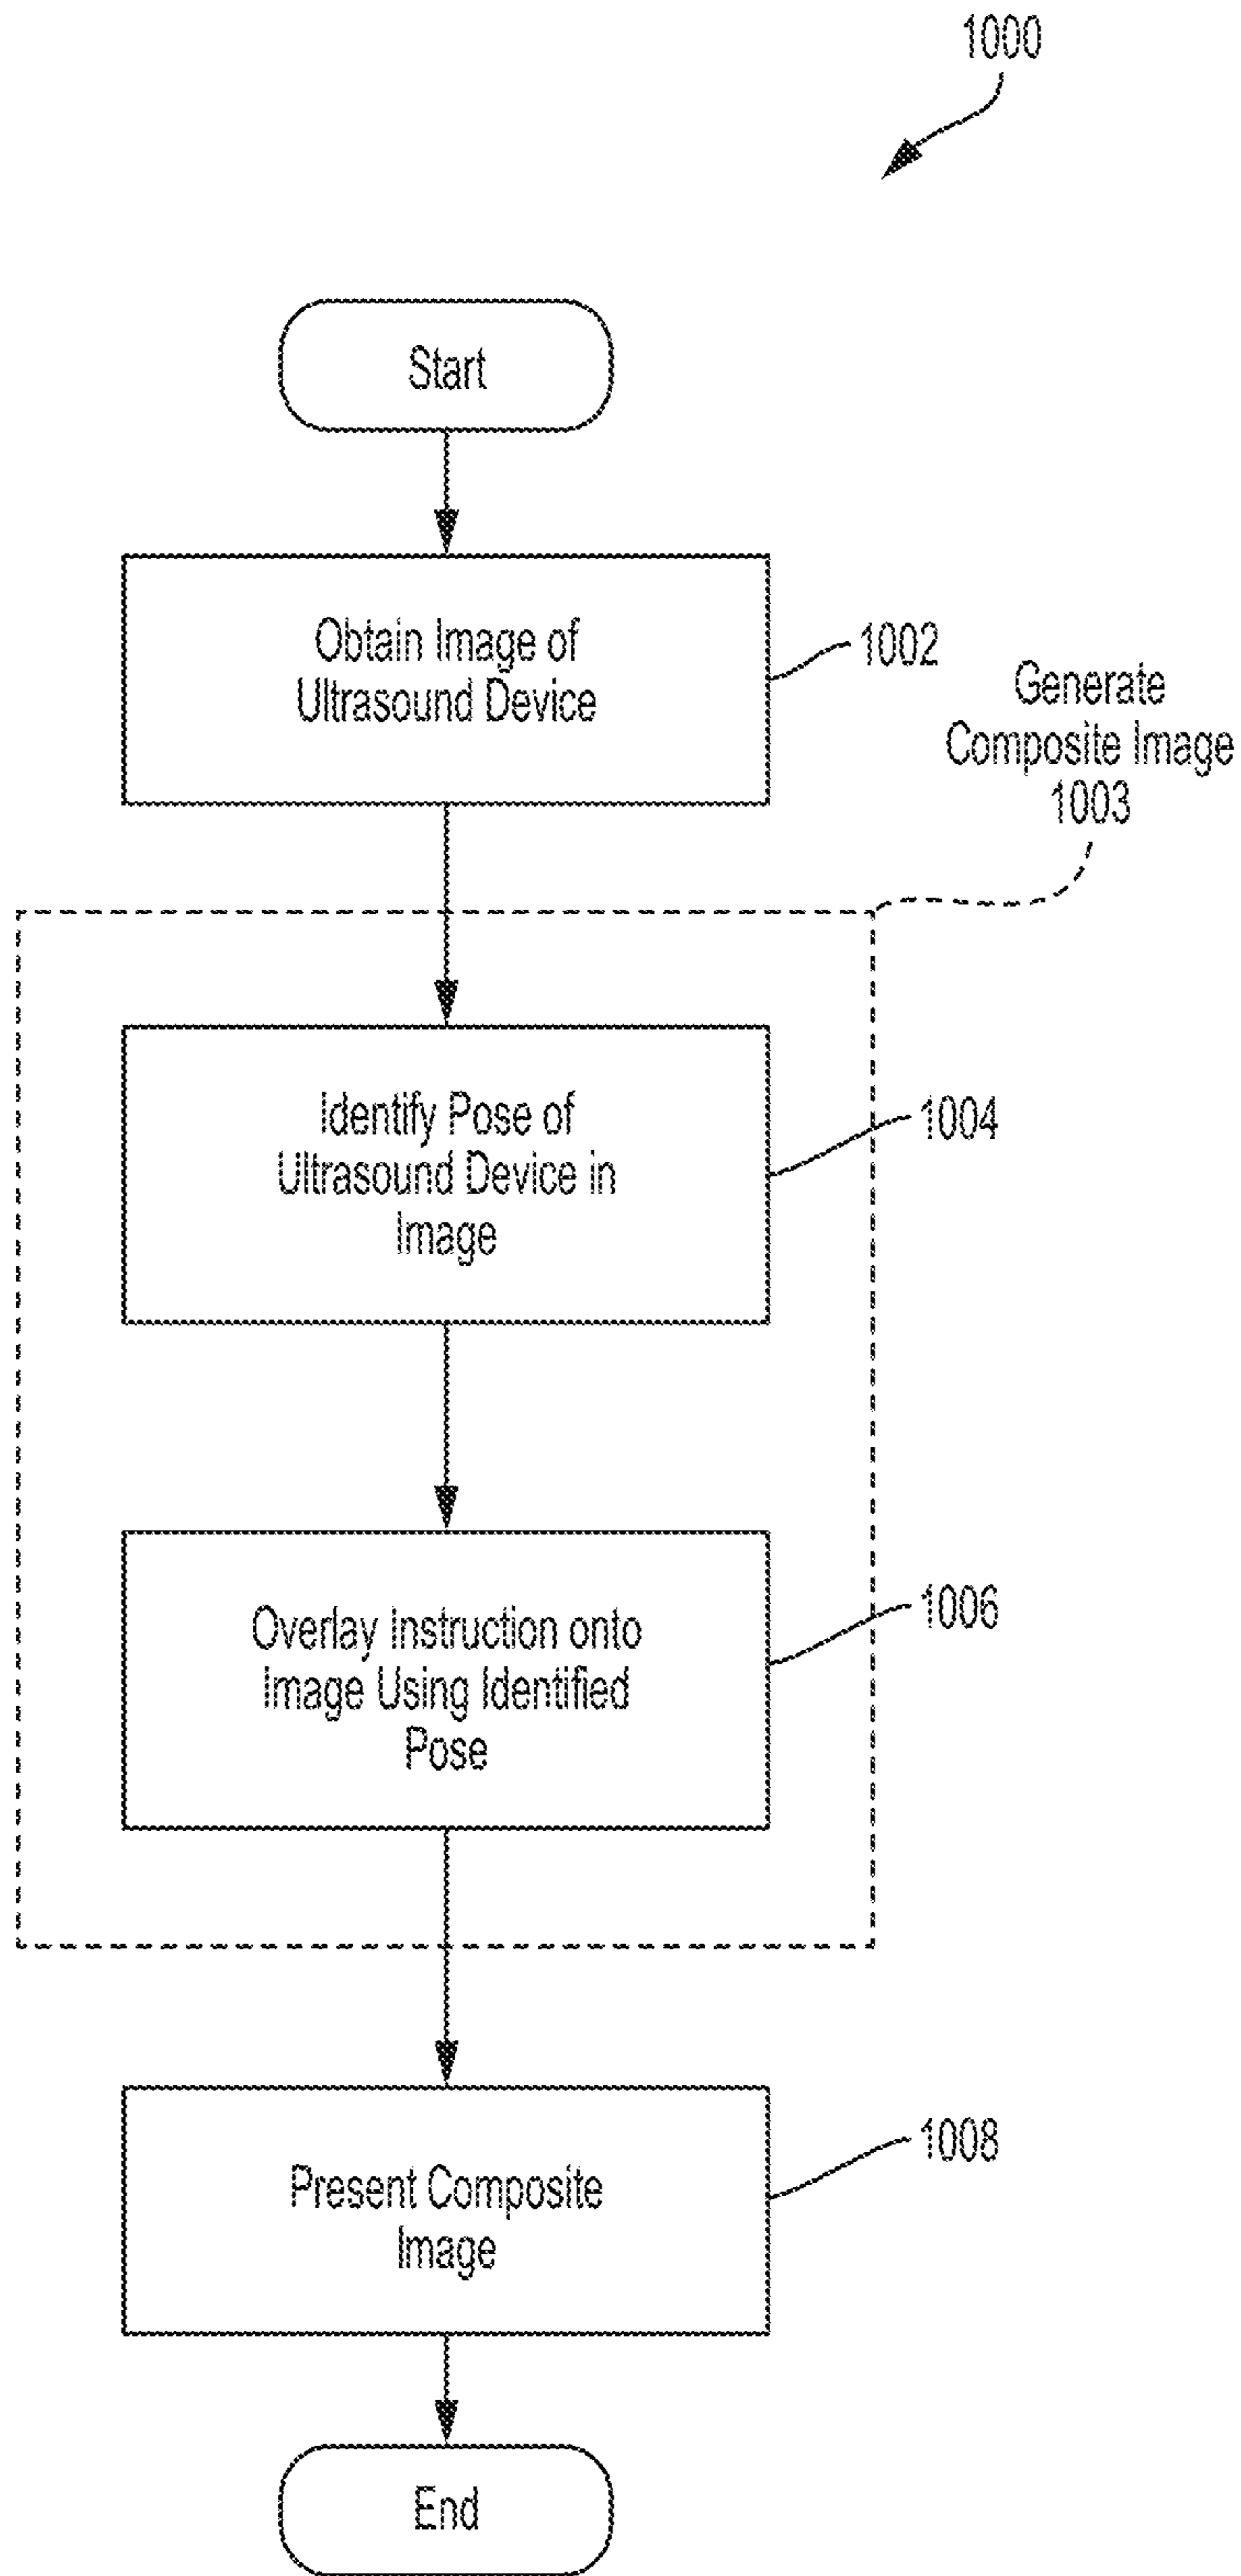 1000
Start
Obtain Image of
Ultrasound Device
1002
Generate
Composite Image
1003
Identify Pose of
Ultrasound Device in
Image
1004
Overlay Instruction onto
Image Using Identified
Pose
1006
Present Composite
Image
1008
End